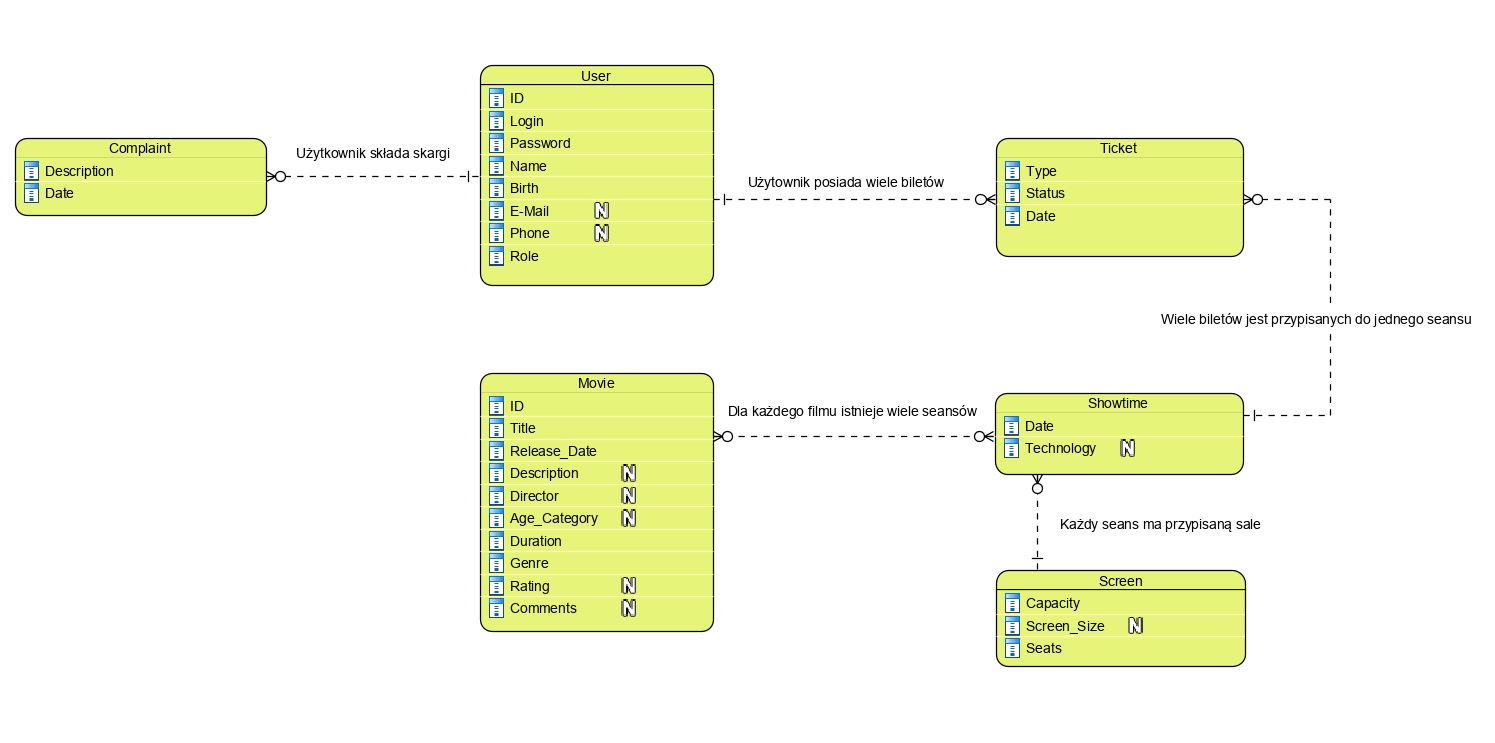 User
ID
Login
Password
Name
Birth
E-Mail N
Phone N
Role
Complaint
Description
Date
Użytkownik składa skargi
Użytownik posiada wiele biletów
Ticket
Type
Status
Date
Wiele biletów jest przypisanych do jednego seansu
Movie
ID
Title
Release_Date
Description N
Director N
Age_Category N
Duration
Genre
Rating N
Comments N
Dla każdego filmu istnieje wiele seansów
Showtime
Date
Technology N
Każdy seans ma przypisaną sale
Screen
Capacity
Screen_Size N
Seats